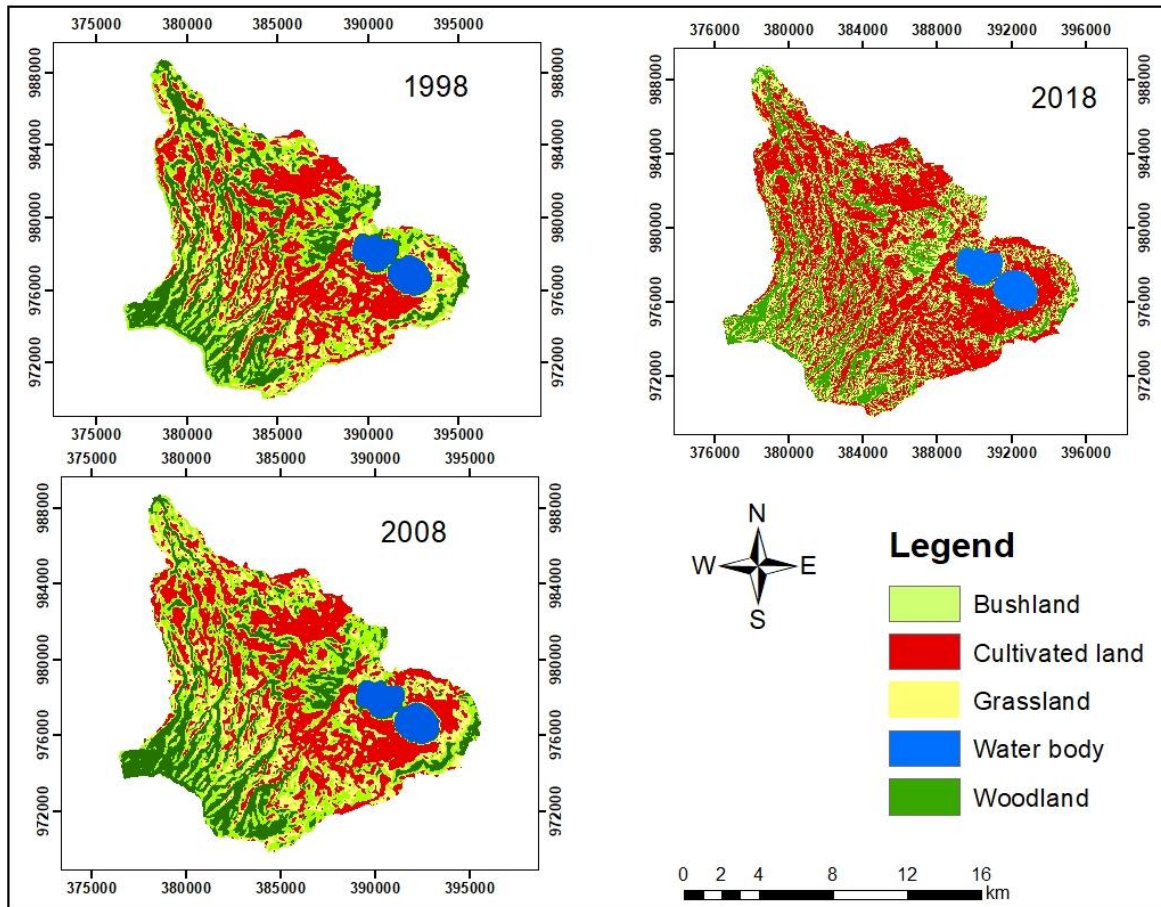 375000 380000 385000 390000 395000
1998
988000 984000 980000 976000 972000
988000 984000 980000 976000 972000
375000 380000 385000 390000 395000
376000 380000 384000 388000 392000 396000
2018
988000 984000 980000 976000 972000
988000 984000 980000 976000 972000
376000 380000 384000 388000 392000 396000
375000 380000 385000 390000 395000
2008
988000 984000 980000 976000 972000
988000 984000 980000 976000 972000
375000 380000 385000 390000 395000
N
W E
S
Legend
Bushland
Cultivated land
Grassland
Water body
Woodland
0 2 4 8 12 16
km